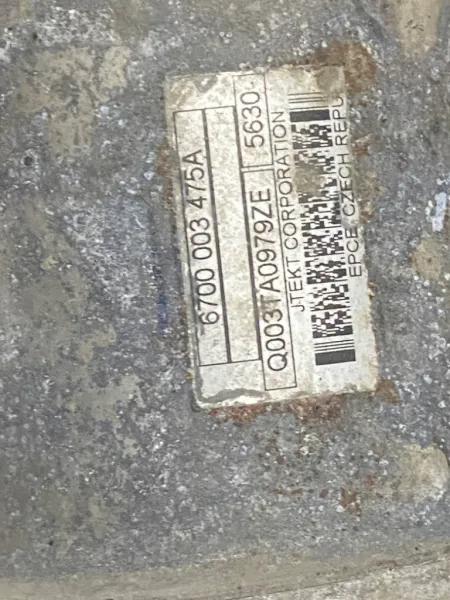 6700 003 475A
Q003TA0979ZE 5630
JTEKT CORPORATION
EPCE, CZECH REPU